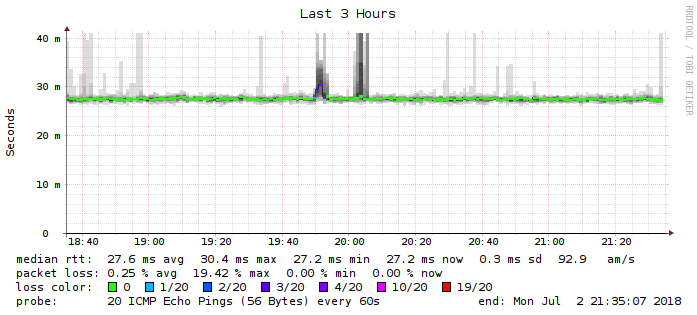 Last 3 Hours
RRDTOOL / TOBI OETIKER
Seconds
40 m
30 m
20 m
10 m
0
18:40 19:00 19:20 19:40 20:00 20:20 20:40 21:00 21:20
median rtt: 27.6 ms avg 30.4 ms max 27.2 ms min 27.2 ms now 0.3 ms sd 92.9 am/s
packet loss: 0.25 % avg 19.42 % max 0.00 % min 0.00 % now
loss color: 0 1/20 2/20 3/20 4/20 10/20 19/20
probe: 20 ICMP Echo Pings (56 Bytes) every 60s end: Mon Jul 2 21:35:07 2018